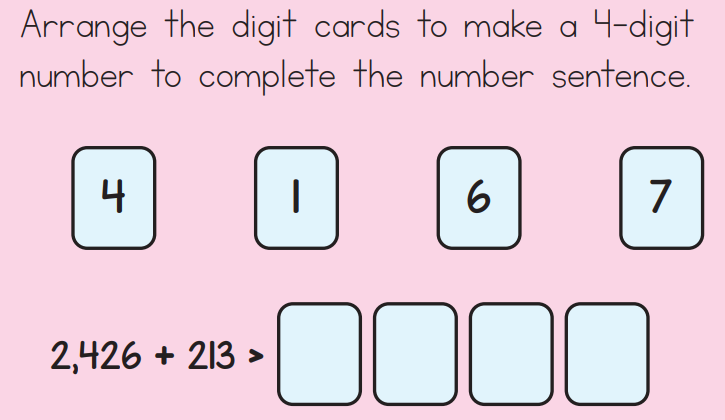 Arrange the digit cards to make a 4-digit
number to complete the number sentence.
4 1 6 7
2,426 + 213 >